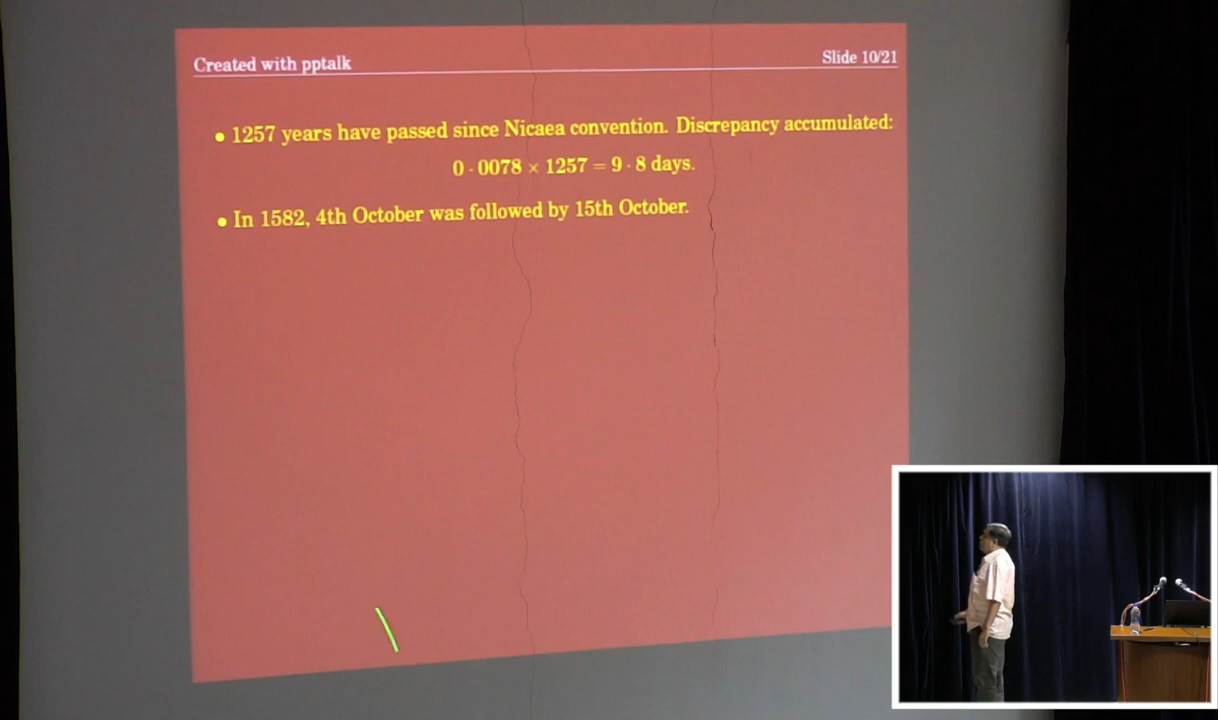 Created with pptalk
Slide 10/21
• 1257 years have passed since Nicaea convention. Discrepancy accumulated:
0 · 0078 × 1257 = 9 · 8 days.
• In 1582, 4th October was followed by 15th October.